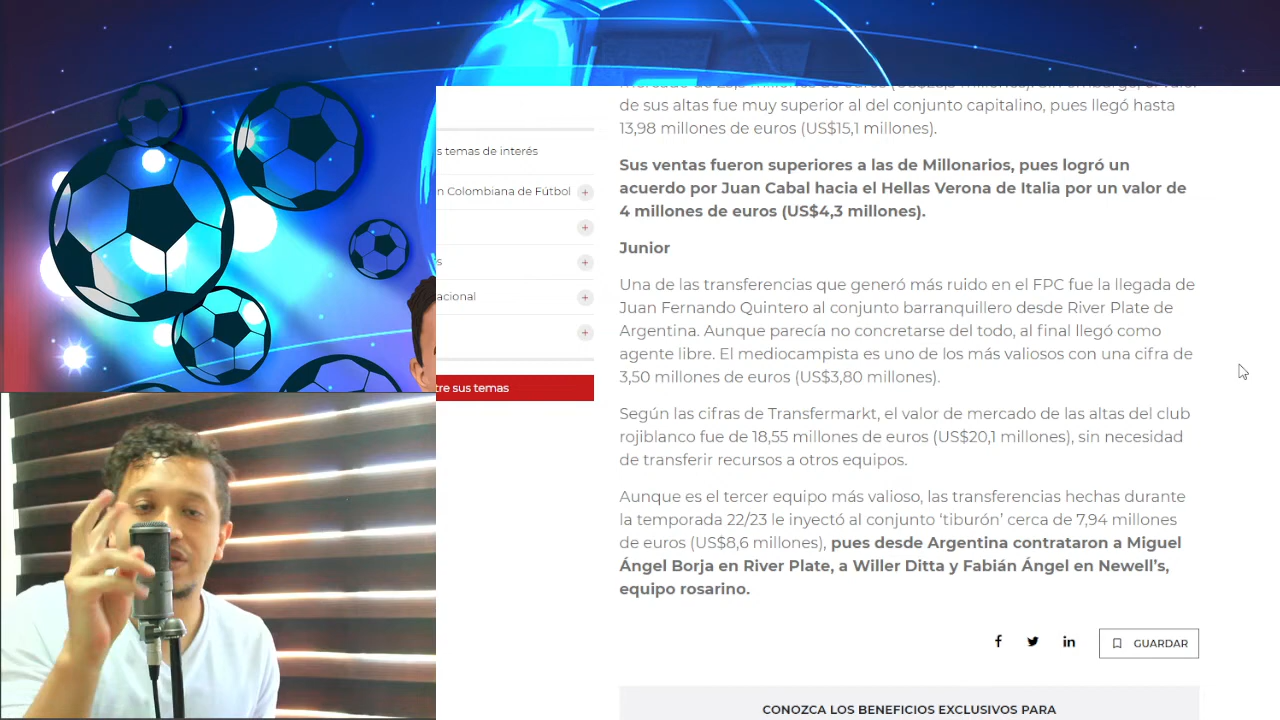 de sus altas fue muy superior al del conjunto capitalino, pues llegó hasta
13,98 millones de euros (US$15,1 millones).
s temas de interés
n Colombiana de Fútbol
s
acional
tre sus temas
Sus ventas fueron superiores a las de Millonarios, pues logró un
acuerdo por Juan Cabal hacia el Hellas Verona de Italia por un valor de
4 millones de euros (US$4,3 millones).
Junior
Una de las transferencias que generó más ruido en el FPC fue la llegada de
Juan Fernando Quintero al conjunto barranquillero desde River Plate de
Argentina. Aunque parecía no concretarse del todo, al final llegó como
agente libre. El mediocampista es uno de los más valiosos con una cifra de
3,50 millones de euros (US$3,80 millones).
Según las cifras de Transfermarkt, el valor de mercado de las altas del club
rojiblanco fue de 18,55 millones de euros (US$20,1 millones), sin necesidad
de transferir recursos a otros equipos.
Aunque es el tercer equipo más valioso, las transferencias hechas durante
la temporada 22/23 le inyectó al conjunto ‘tiburón’ cerca de 7,94 millones
de euros (US$8,6 millones), pues desde Argentina contrataron a Miguel
Ángel Borja en River Plate, a Willer Ditta y Fabián Ángel en Newell’s,
equipo rosarino.
GUARDAR
CONOZCA LOS BENEFICIOS EXCLUSIVOS PARA